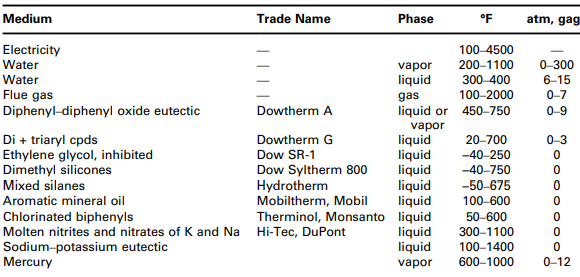 Medium Trade Name Phase °F atm, gag
Electricity — 100–4500 —
Water — vapor 200–1100 0–300
Water — liquid 300–400 6–15
Flue gas — gas 100–2000 0–7
Diphenyl–diphenyl oxide eutectic Dowtherm A liquid or 450–750 0–9
vapor
Di + triaryl cpds Dowtherm G liquid 20–700 0–3
Ethylene glycol, inhibited Dow SR-1 liquid –40–250 0
Dimethyl silicones Dow Syltherm 800 liquid –40–750 0
Mixed silanes Hydrotherm liquid –50–675 0
Aromatic mineral oil Mobiltherm, Mobil liquid 100–600 0
Chlorinated biphenyls Therminol, Monsanto liquid 50–600 0
Molten nitrites and nitrates of K and Na Hi-Tec, DuPont liquid 300–1100 0
Sodium–potassium eutectic liquid 100–1400 0
Mercury vapor 600–1000 0–12